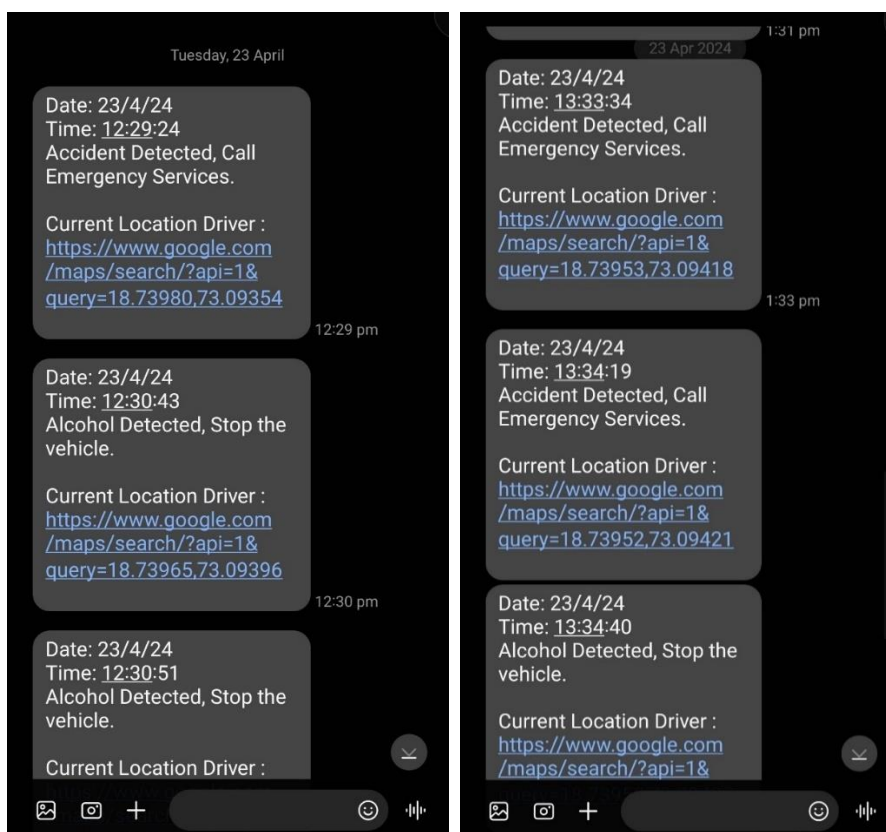 Tuesday, 23 April
Date: 23/4/24
Time: 12:29:24
Accident Detected, Call
Emergency Services.
Current Location Driver :
https://www.google.com
/maps/search/?api=1&
query=18.73980,73.09354
12:29 pm
Date: 23/4/24
Time: 12:30:43
Alcohol Detected, Stop the
vehicle.
Current Location Driver :
https://www.google.com
/maps/search/?api=1&
query=18.73965,73.09396
12:30 pm
Date: 23/4/24
Time: 12:30:51
Alcohol Detected, Stop the
vehicle.
Current Location Driver :
1:31 pm
23 Apr 2024
Date: 23/4/24
Time: 13:33:34
Accident Detected, Call
Emergency Services.
Current Location Driver :
https://www.google.com
/maps/search/?api=1&
query=18.73953,73.09418
1:33 pm
Date: 23/4/24
Time: 13:34:19
Accident Detected, Call
Emergency Services.
Current Location Driver :
https://www.google.com
/maps/search/?api=1&
query=18.73952,73.09421
Date: 23/4/24
Time: 13:34:40
Alcohol Detected, Stop the
vehicle.
Current Location Driver :
https://www.google.com
/maps/search/?api=1&